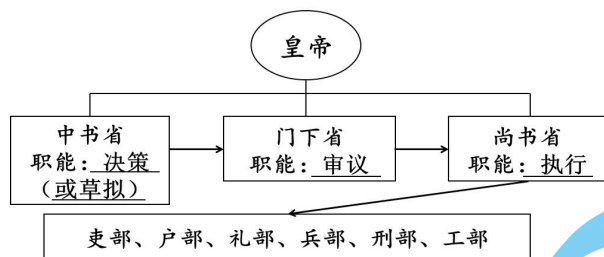 皇帝
中书省
职能：决策
（或草拟）
门下省
职能：审议
尚书省
职能：执行
吏部、户部、礼部、兵部、刑部、工部